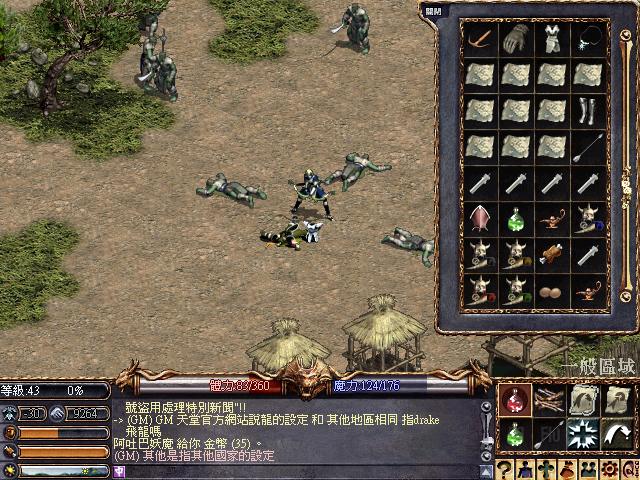 關閉
一般區域
體力:83/360
魔力:124/176
等級:43 0%
-30 9264
號盜用處理特別新聞"!!
-> (GM) GM 天堂官方網站說龍的設定 和 其他地區相同 指drake
飛龍嗎
阿吐巴妖魔 給你 金幣 (35) 。
(GM) 其他是指其他國家的設定